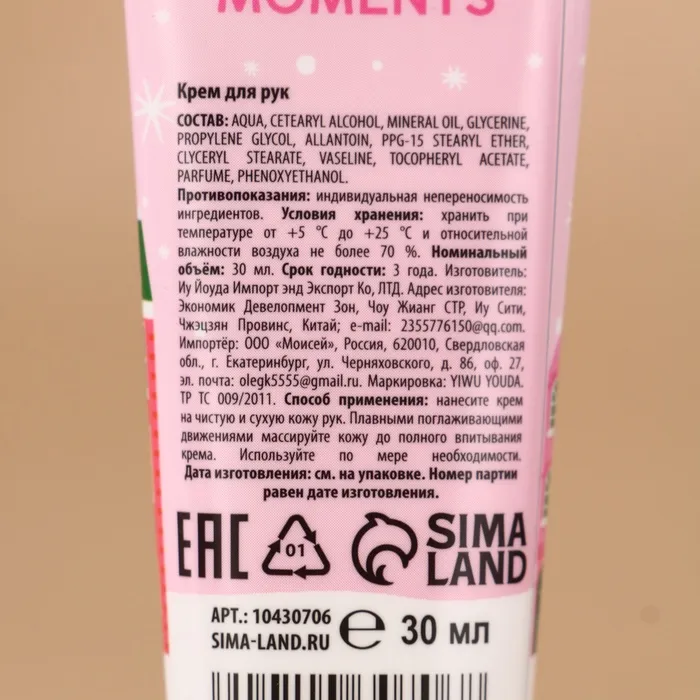 MOMENTS
Крем для рук
СОСТАВ: AQUA, CETEARYL ALCOHOL, MINERAL OIL, GLYCERINE,
PROPYLENE GLYCOL, ALLANTOIN, PPG-15 STEARYL ETHER,
CLYCERYL STEARATE, VASELINE, TOCOPHERYL ACETATE,
PARFUME, PHENOXYETHANOL.
Противопоказания: индивидуальная непереносимость
ингредиентов. Условия хранения: хранить при
температуре от +5 °C до +25 °C и относительной
влажности воздуха не более 70 %. Номинальный
объём: 30 мл. Срок годности: 3 года. Изготовитель:
Иу Йоуда Импорт энд Экспорт Ко, ЛТД. Адрес изготовителя:
Экономик Девелопмент Зон, Чоу Жианг СТР, Иу Сити,
Чжэцзян Провинс, Китай; e-mail: 2355776150@qq.com.
Импортёр: ООО «Моисей», Россия, 620010, Свердловская
обл., г. Екатеринбург, ул. Черняховского, д. 86, оф. 27,
эл. почта: olegk5555@gmail.ru. Маркировка: YIWU YOUDA.
ТР ТС 009/2011. Способ применения: нанесите крем
на чистую и сухую кожу рук. Плавными поглаживающими
движениями массируйте кожу до полного впитывания
крема. Используйте по мере необходимости.
Дата изготовления: см. на упаковке. Номер партии
равен дате изготовления.
EAC 01 SIMA
LAND
АРТ.: 10430706
SIMA-LAND.RU
℮ 30 мл